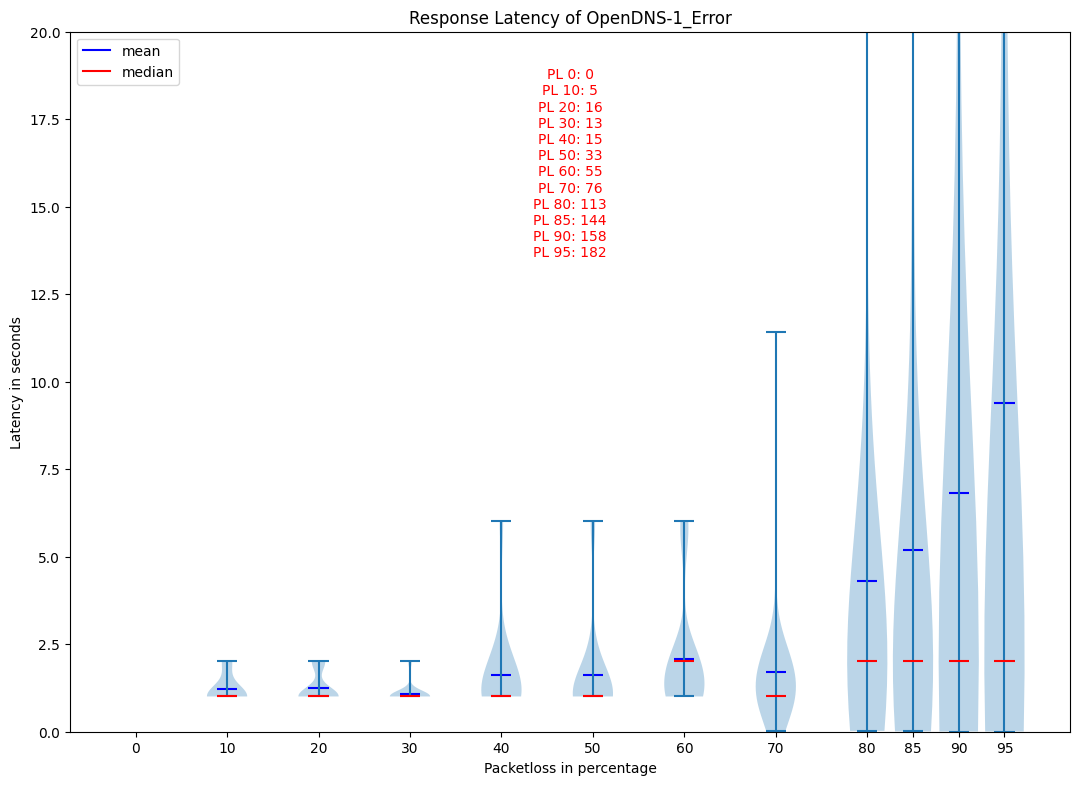 Response Latency of OpenDNS-1_Error
mean
median
PL 0: 0
PL 10: 5
PL 20: 16
PL 30: 13
PL 40: 15
PL 50: 33
PL 60: 55
PL 70: 76
PL 80: 113
PL 85: 144
PL 90: 158
PL 95: 182
20.0
17.5
15.0
12.5
10.0
7.5
5.0
2.5
0.0
Latency in seconds
0 10 20 30 40 50 60 70 80 85 90 95
Packetloss in percentage